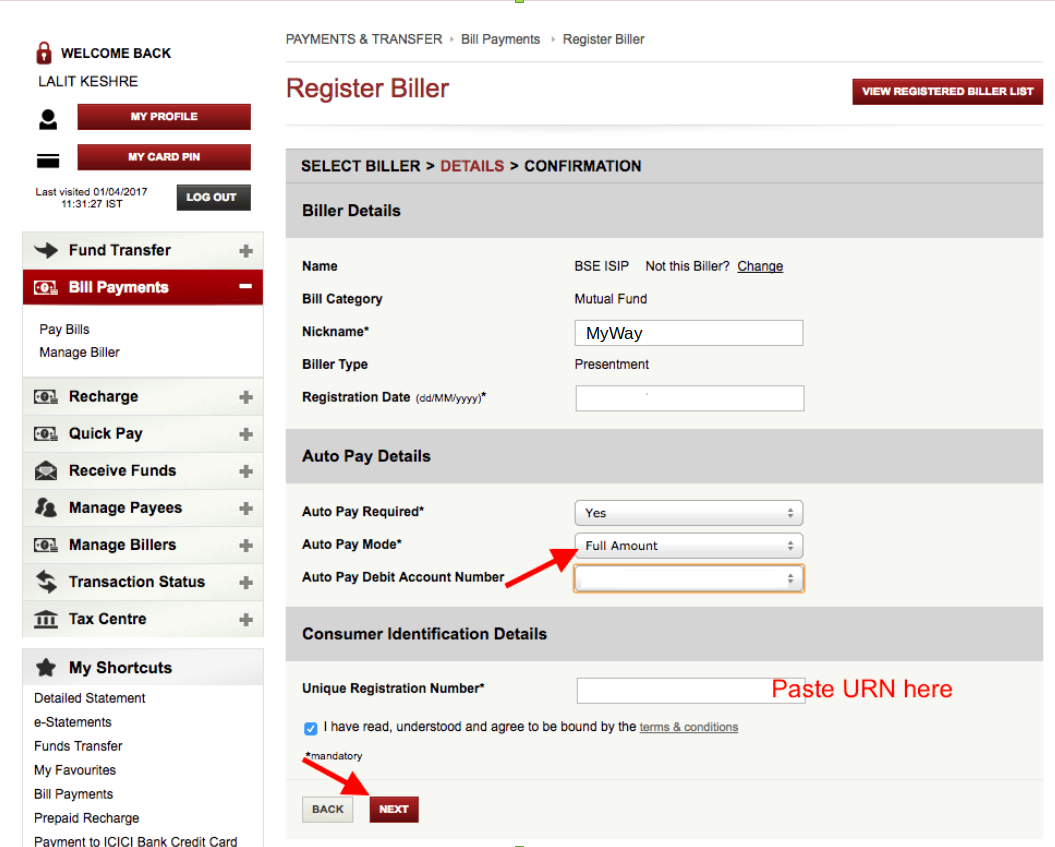 WELCOME BACK
LALIT KESHRE
MY PROFILE
MY CARD PIN
Last visited 01/04/2017
11:31:27 IST
LOG OUT
Fund Transfer
Bill Payments
Pay Bills
Manage Biller
Recharge
Quick Pay
Receive Funds
Manage Payees
Manage Billers
Transaction Status
Tax Centre
My Shortcuts
Detailed Statement
e-Statements
Funds Transfer
My Favourites
Bill Payments
Prepaid Recharge
Payment to ICICI Bank Credit Card
PAYMENTS & TRANSFER Bill Payments Register Biller
Register Biller
VIEW REGISTERED BILLER LIST
SELECT BILLER > DETAILS > CONFIRMATION
Biller Details
Name BSE ISIP Not this Biller? Change
Bill Category Mutual Fund
Nickname* MyWay
Biller Type Presentment
Registration Date (dd/MM/yyyy)*
Auto Pay Details
Auto Pay Required* Yes
Auto Pay Mode* Full Amount
Auto Pay Debit Account Number
Consumer Identification Details
Unique Registration Number* Paste URN here
I have read, understood and agree to be bound by the terms & conditions
*mandatory
BACK NEXT